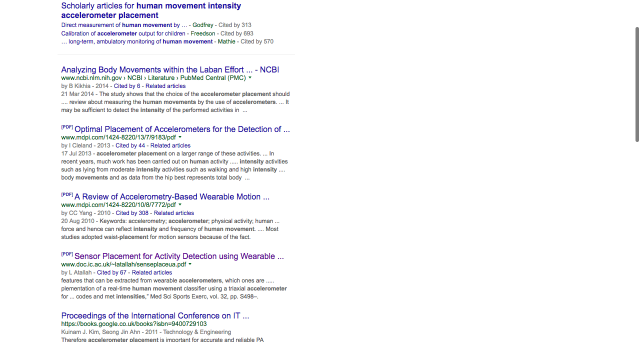 Scholarly articles for human movement intensity
accelerometer placement
Direct measurement of human movement by ... - Godfrey - Cited by 313
Calibration of accelerometer output for children - Freedson - Cited by 693
... long-term, ambulatory monitoring of human movement - Mathie - Cited by 570
Analyzing Body Movements within the Laban Effort ... - NCBI
www.ncbi.nlm.nih.gov › NCBI › Literature › PubMed Central (PMC)
by B Kikhia - 2014 - Cited by 6 - Related articles
21 Mar 2014 - The study shows that the choice of the accelerometer placement should
.... review about measuring the human movements by the use of accelerometers. ... It
may be sufficient to detect the intensity of the performed activities in ...
[PDF] Optimal Placement of Accelerometers for the Detection of ...
www.mdpi.com/1424-8220/13/7/9183/pdf
by I Cleland - 2013 - Cited by 44 - Related articles
17 Jul 2013 - accelerometer placement on a larger range of these activities. ... In
recent years, much work has been carried out on human activity .... intensity activities
such as lying from moderate intensity activities such as walking and high intensity ....
body movements and as data from the hip best represents total body ...
[PDF] A Review of Accelerometry-Based Wearable Motion ...
www.mdpi.com/1424-8220/10/8/7772/pdf
by CC Yang - 2010 - Cited by 308 - Related articles
20 Aug 2010 - Keywords: accelerometry; accelerometer; physical activity; human ...
force and hence can reflect intensity and frequency of human movement. .... Most
studies adopted waist-placement for motion sensors because of the fact.
[PDF] Sensor Placement for Activity Detection using Wearable ...
www.doc.ic.ac.uk/~latallah/senseplaceua.pdf
by L Atallah - Cited by 67 - Related articles
features that can be extracted from wearable accelerometers, which ones are ....
plementation of a real-time human movement classifier using a triaxial accelerometer
for ... codes and met intensities," Med Sci Sports Exerc, vol. 32, pp. S498–.
Proceedings of the International Conference on IT ...
https://books.google.co.uk/books?isbn=9400729103
Kuinam J. Kim, Seong Jin Ahn - 2011 - Technology & Engineering
Therefore accelerometer placement is important for accurate and reliable PA